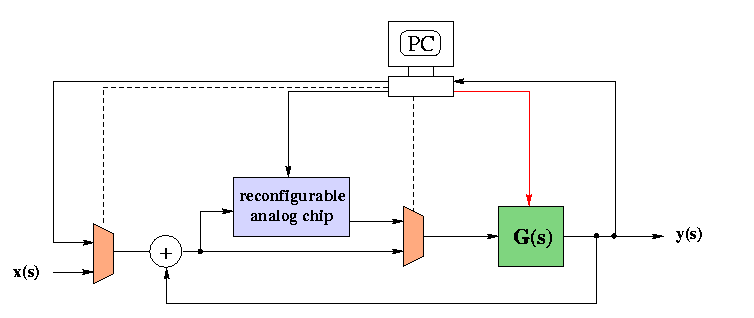 PC
reconfigurable
analog chip
G(s)
y(s)
+
x(s)